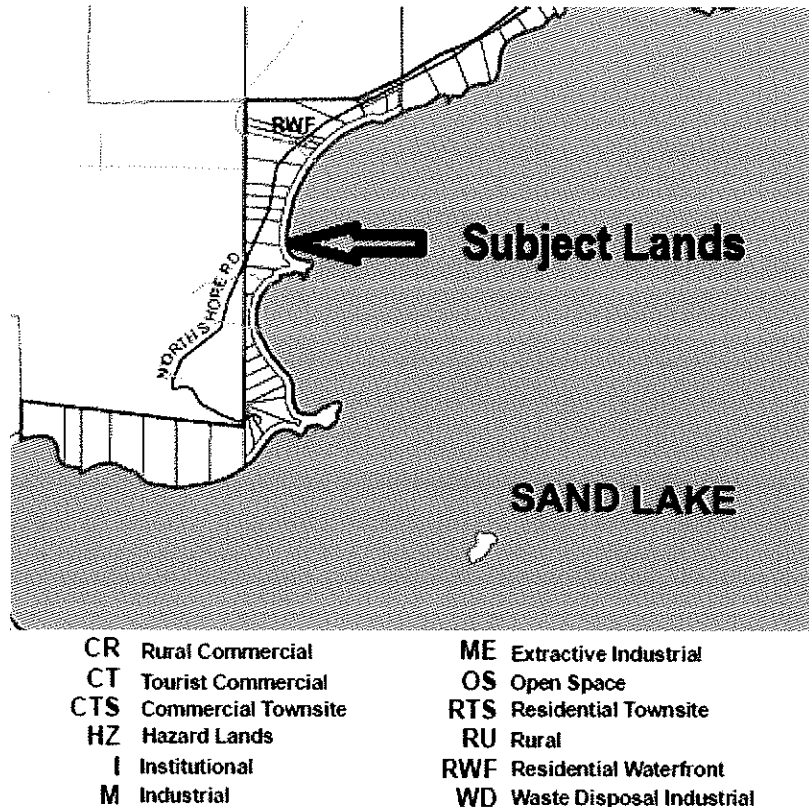 RWF
Subject Lands
NORTH SHORE RD
SAND LAKE
CR Rural Commercial
CT Tourist Commercial
CTS Commercial Townsite
HZ Hazard Lands
I Institutional
M Industrial
ME Extractive Industrial
OS Open Space
RTS Residential Townsite
RU Rural
RWF Residential Waterfront
WD Waste Disposal Industrial